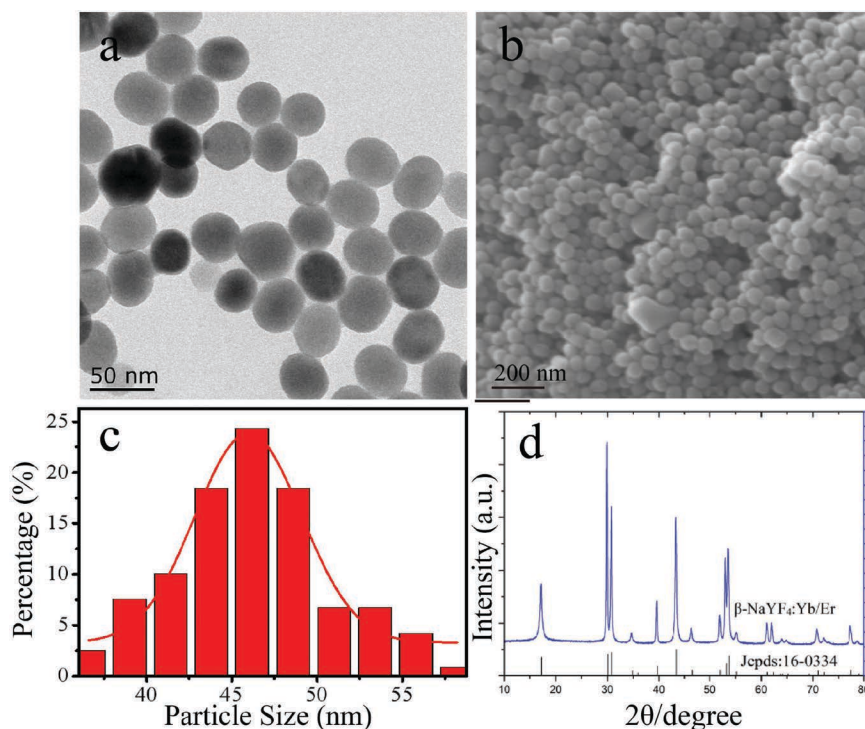 a
50 nm
b
200 nm
c
Percentage (%)
25
20
15
10
5
0
40
45
50
55
Particle Size (nm)
d
Intensity (a.u.)
β-NaYF₄:Yb/Er
Jcpds:16-0334
10
20
30
40
50
60
70
80
2θ/degree